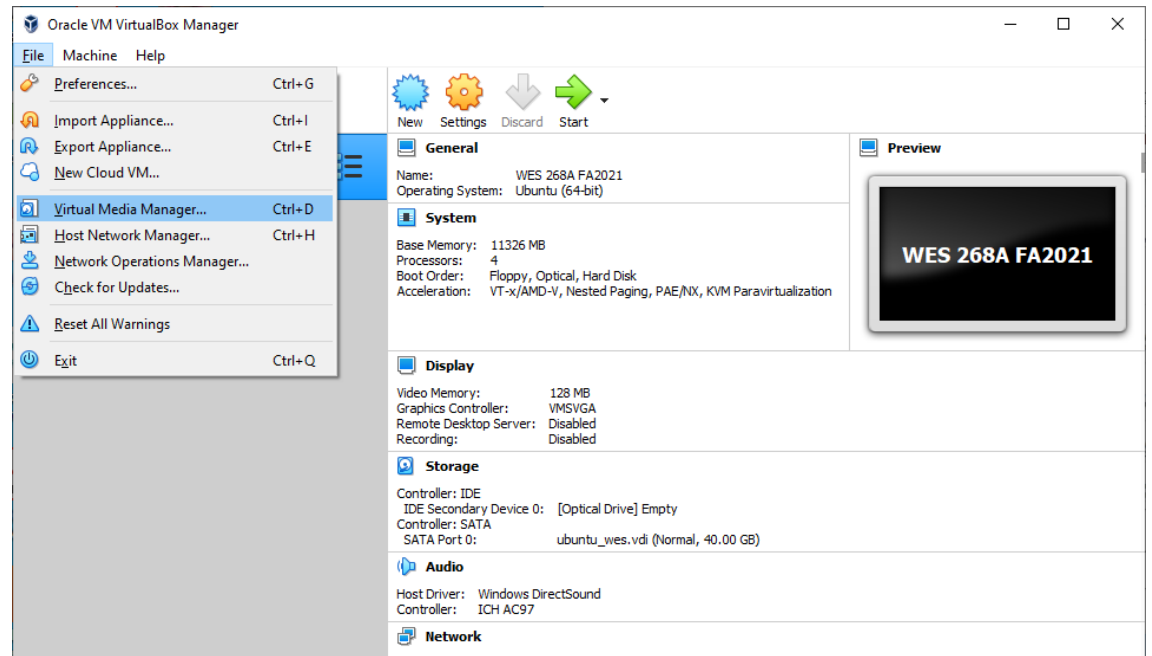 Oracle VM VirtualBox Manager
File Machine Help
Preferences... Ctrl+G
Import Appliance... Ctrl+I
Export Appliance... Ctrl+E
New Cloud VM...
Virtual Media Manager... Ctrl+D
Host Network Manager... Ctrl+H
Network Operations Manager...
Check for Updates...
Reset All Warnings
Exit Ctrl+Q
New Settings Discard Start
General
Name: WES 268A FA2021
Operating System: Ubuntu (64-bit)
System
Base Memory: 11326 MB
Processors: 4
Boot Order: Floppy, Optical, Hard Disk
Acceleration: VT-x/AMD-V, Nested Paging, PAE/NX, KVM Paravirtualization
Preview
WES 268A FA2021
Display
Video Memory: 128 MB
Graphics Controller: VMSVGA
Remote Desktop Server: Disabled
Recording: Disabled
Storage
Controller: IDE
IDE Secondary Device 0: [Optical Drive] Empty
Controller: SATA
SATA Port 0: ubuntu_wes.vdi (Normal, 40.00 GB)
Audio
Host Driver: Windows DirectSound
Controller: ICH AC97
Network